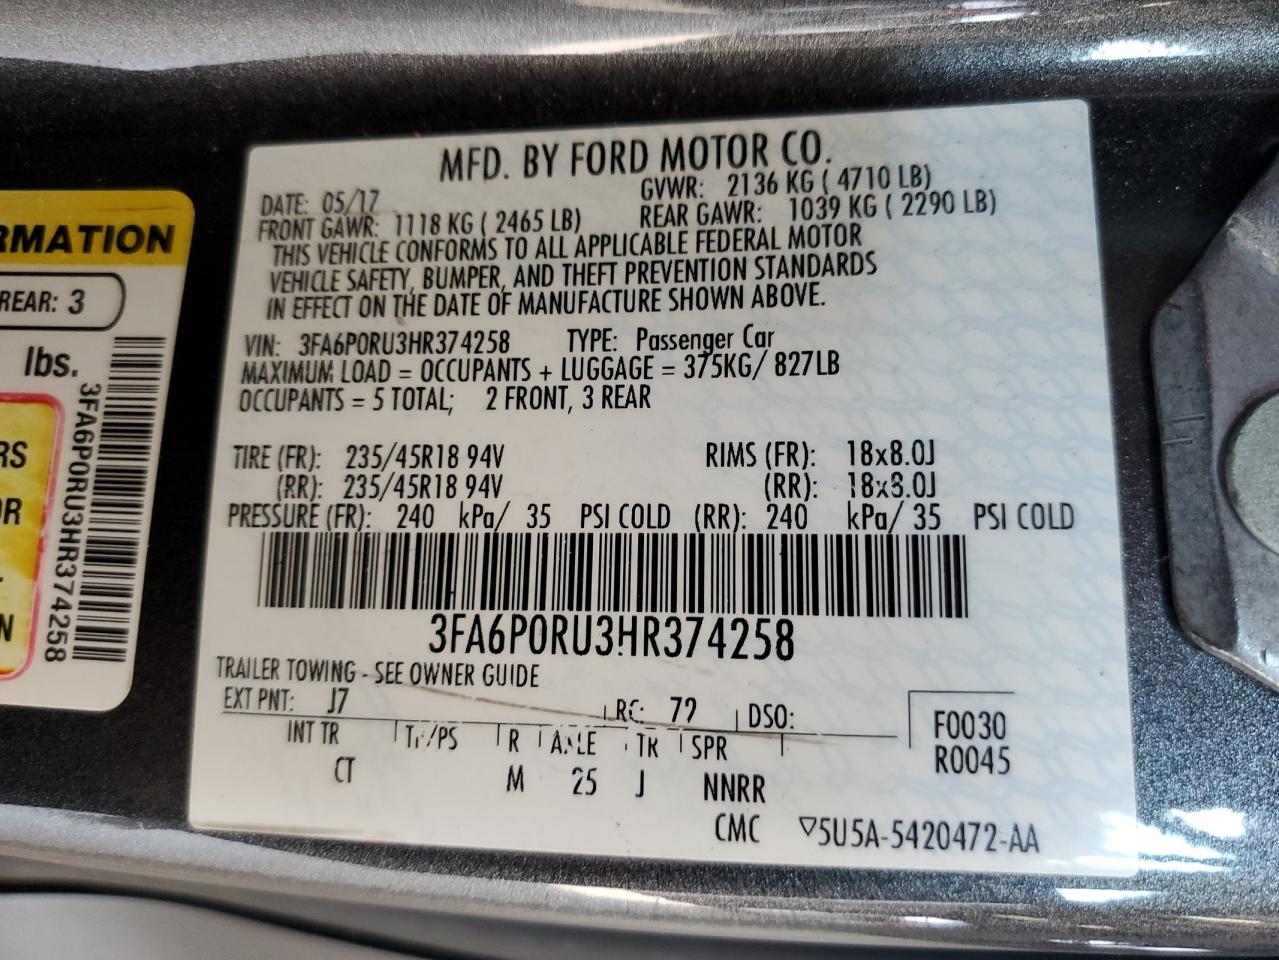 MFD. BY FORD MOTOR CO.
DATE: 05/17 GVWR: 2136 KG ( 4710 LB)
FRONT GAWR: 1118 KG ( 2465 LB) REAR GAWR: 1039 KG ( 2290 LB)
THIS VEHICLE CONFORMS TO ALL APPLICABLE FEDERAL MOTOR
VEHICLE SAFETY, BUMPER, AND THEFT PREVENTION STANDARDS
IN EFFECT ON THE DATE OF MANUFACTURE SHOWN ABOVE.
VIN: 3FA6P0RU3HR374258 TYPE: Passenger Car
MAXIMUM LOAD = OCCUPANTS + LUGGAGE = 375KG/ 827LB
OCCUPANTS = 5 TOTAL; 2 FRONT, 3 REAR
TIRE (FR): 235/45R18 94V RIMS (FR): 18x8.0J
(RR): 235/45R18 94V (RR): 18x8.0J
PRESSURE (FR): 240 kPa/ 35 PSI COLD (RR): 240 kPa/ 35 PSI COLD
3FA6P0RU3HR374258
TRAILER TOWING - SEE OWNER GUIDE
EXT PNT: J7 RC: 72 DSO:
F0030
INT TR TP/PS R AXLE TR SPR
R0045
CT M 25 J NNRR
CMC ▽5U5A-5420472-AA
RMATION
REAR: 3
lbs.
3FA6P0RU3HR374258
RS
OR
N